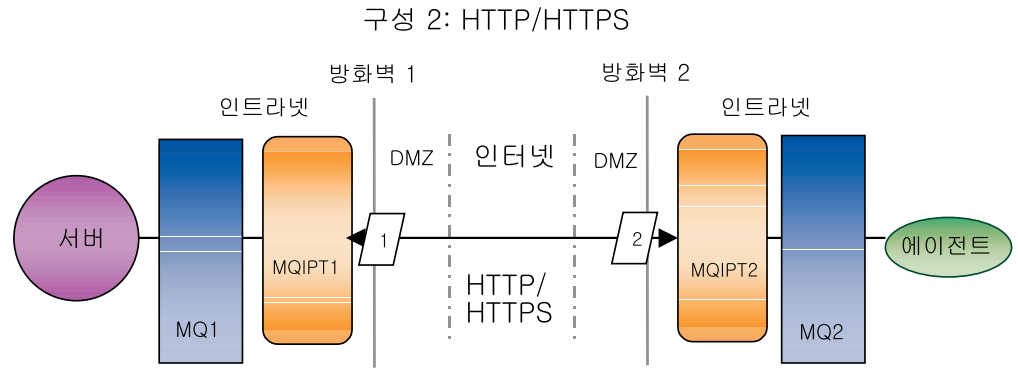 구성 2: HTTP/HTTPS
방화벽 1
방화벽 2
인트라넷
인트라넷
DMZ
인터넷
DMZ
서버
1
2
에이전트
MQIPT1
MQIPT2
HTTP/
HTTPS
MQ1
MQ2